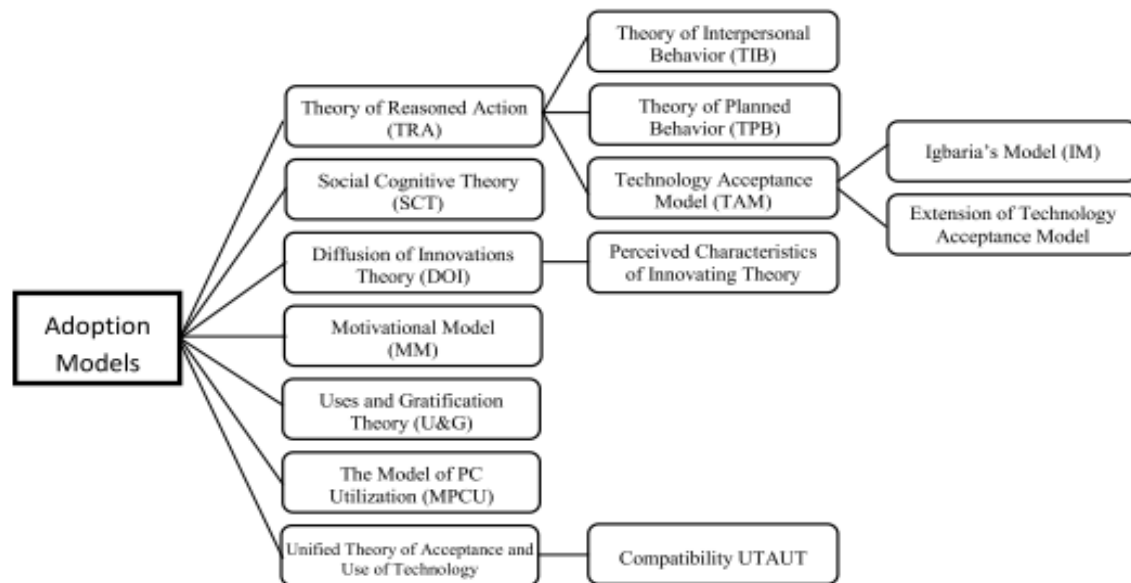 Adoption
Models
Theory of Reasoned Action
(TRA)
Social Cognitive Theory
(SCT)
Diffusion of Innovations
Theory (DOI)
Motivational Model
(MM)
Uses and Gratification
Theory (U&G)
The Model of PC
Utilization (MPCU)
Unified Theory of Acceptance and
Use of Technology
Theory of Interpersonal
Behavior (TIB)
Theory of Planned
Behavior (TPB)
Technology Acceptance
Model (TAM)
Perceived Characteristics
of Innovating Theory
Compatibility UTAUT
Igbaria’s Model (IM)
Extension of Technology
Acceptance Model